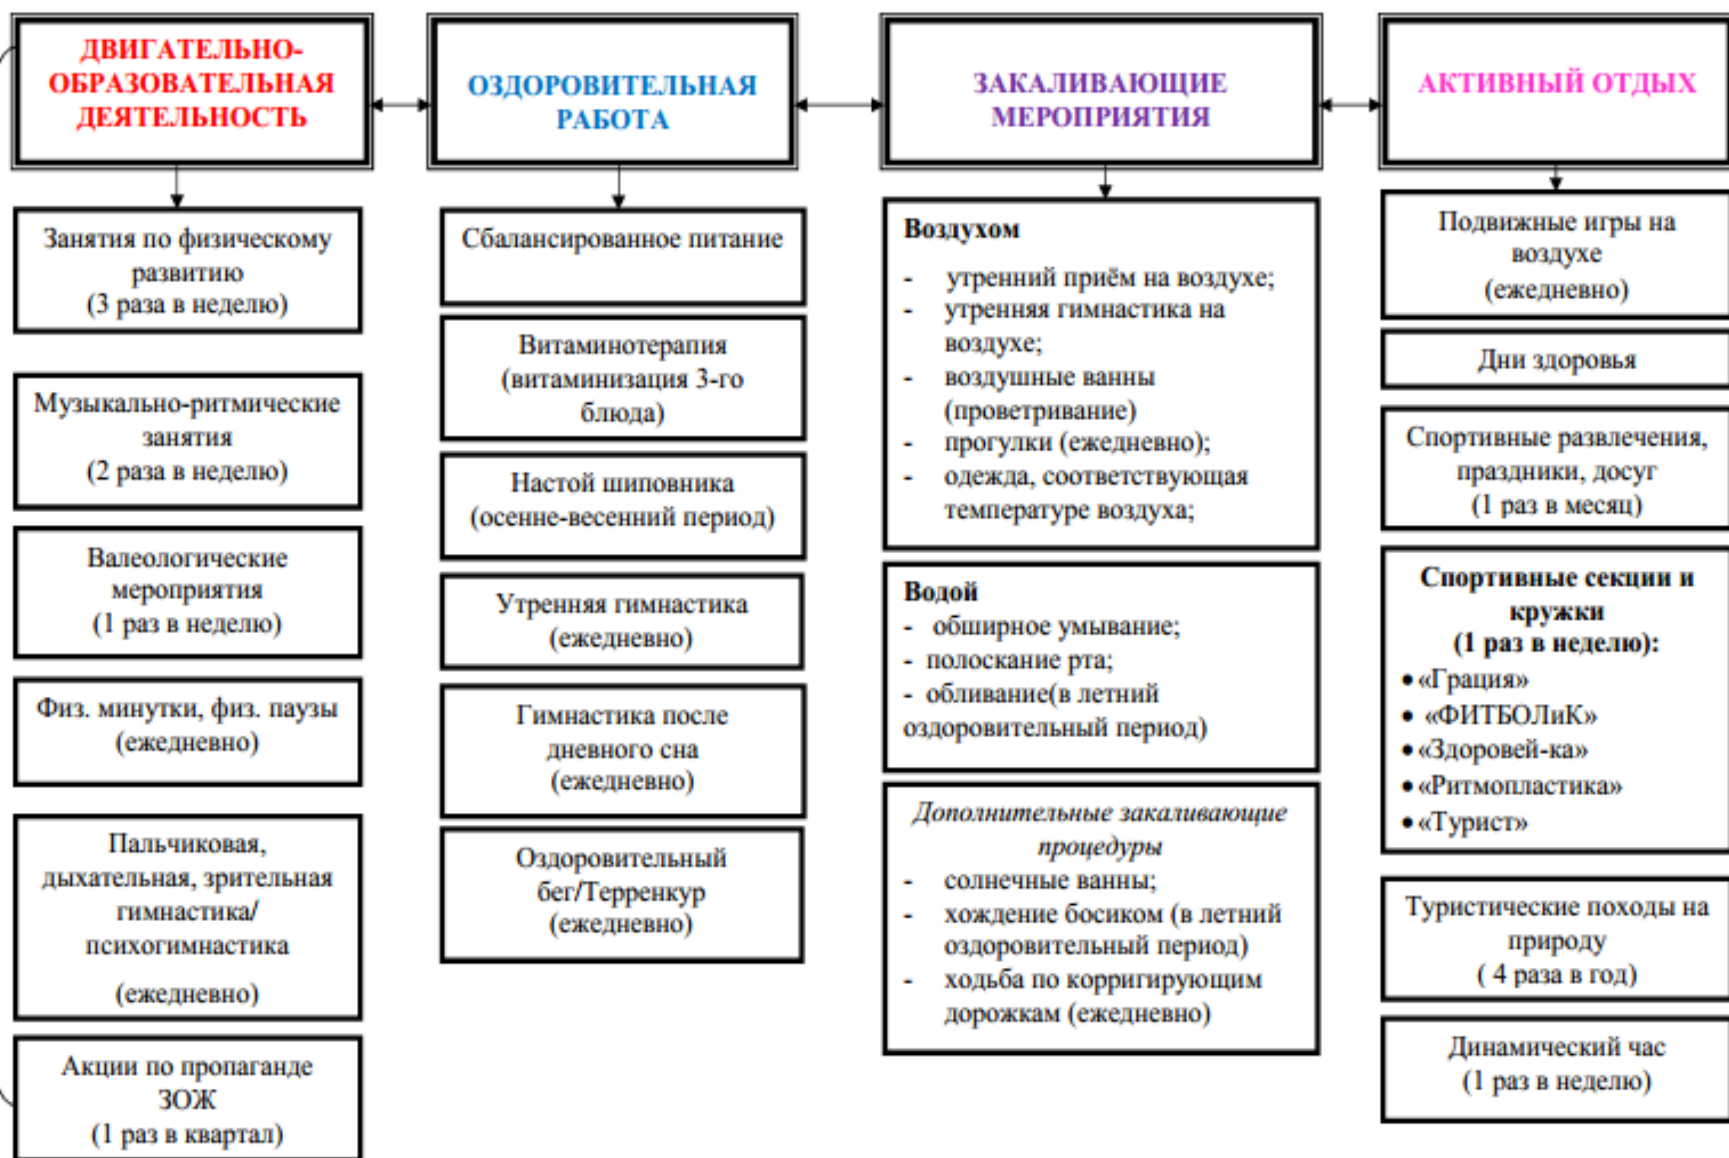 ДВИГАТЕЛЬНО-
ОБРАЗОВАТЕЛЬНАЯ
ДЕЯТЕЛЬНОСТЬ
Занятия по физическому
развитию
(3 раза в неделю)
Музыкально-ритмические
занятия
(2 раза в неделю)
Валеологические
мероприятия
(1 раз в неделю)
Физ. минутки, физ. паузы
(ежедневно)
Пальчиковая,
дыхательная, зрительная
гимнастика/
психогимнастика
(ежедневно)
Акции по пропаганде
ЗОЖ
(1 раз в квартал)
ОЗДОРОВИТЕЛЬНАЯ
РАБОТА
Сбалансированное питание
Витаминотерапия
(витаминизация 3-го
блюда)
Настой шиповника
(осенне-весенний период)
Утренняя гимнастика
(ежедневно)
Гимнастика после
дневного сна
(ежедневно)
Оздоровительный
бег/Терренкур
(ежедневно)
ЗАКАЛИВАЮЩИЕ
МЕРОПРИЯТИЯ
Воздухом
- утренний приём на воздухе;
- утренняя гимнастика на
воздухе;
- воздушные ванны
(проветривание)
- прогулки (ежедневно);
- одежда, соответствующая
температуре воздуха;
Водой
- обширное умывание;
- полоскание рта;
- обливание(в летний
оздоровительный период)
Дополнительные закаливающие
процедуры
- солнечные ванны;
- хождение босиком (в летний
оздоровительный период)
- ходьба по корригирующим
дорожкам (ежедневно)
АКТИВНЫЙ ОТДЫХ
Подвижные игры на
воздухе
(ежедневно)
Дни здоровья
Спортивные развлечения,
праздники, досуг
(1 раз в месяц)
Спортивные секции и
кружки
(1 раз в неделю):
• «Грация»
• «ФИТБОЛиК»
• «Здоровей-ка»
• «Ритмопластика»
• «Турист»
Туристические походы на
природу
( 4 раза в год)
Динамический час
(1 раз в неделю)